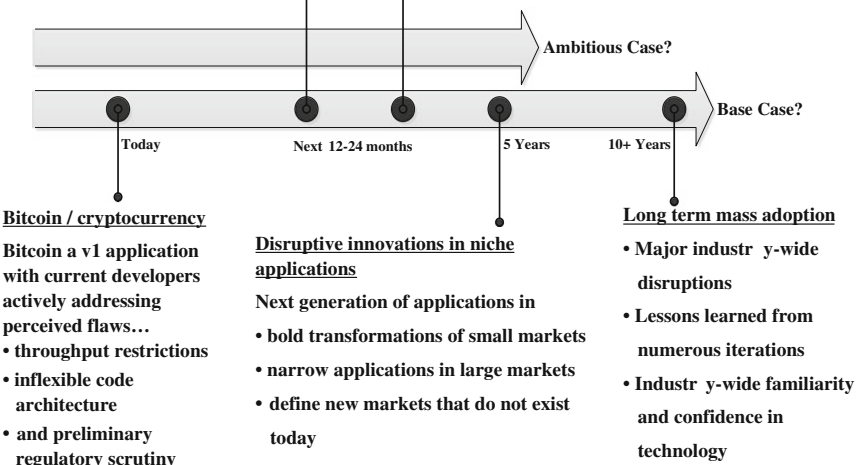 Ambitious Case?
Base Case?
Today
Next 12-24 months
5 Years
10+ Years
Bitcoin / cryptocurrency
Bitcoin a v1 application
with current developers
actively addressing
perceived flaws…
• throughput restrictions
• inflexible code
architecture
• and preliminary
regulatory scrutiny
Disruptive innovations in niche
applications
Next generation of applications in
• bold transformations of small markets
• narrow applications in large markets
• define new markets that do not exist
today
Long term mass adoption
• Major industr y-wide
disruptions
• Lessons learned from
numerous iterations
• Industr y-wide familiarity
and confidence in
technology